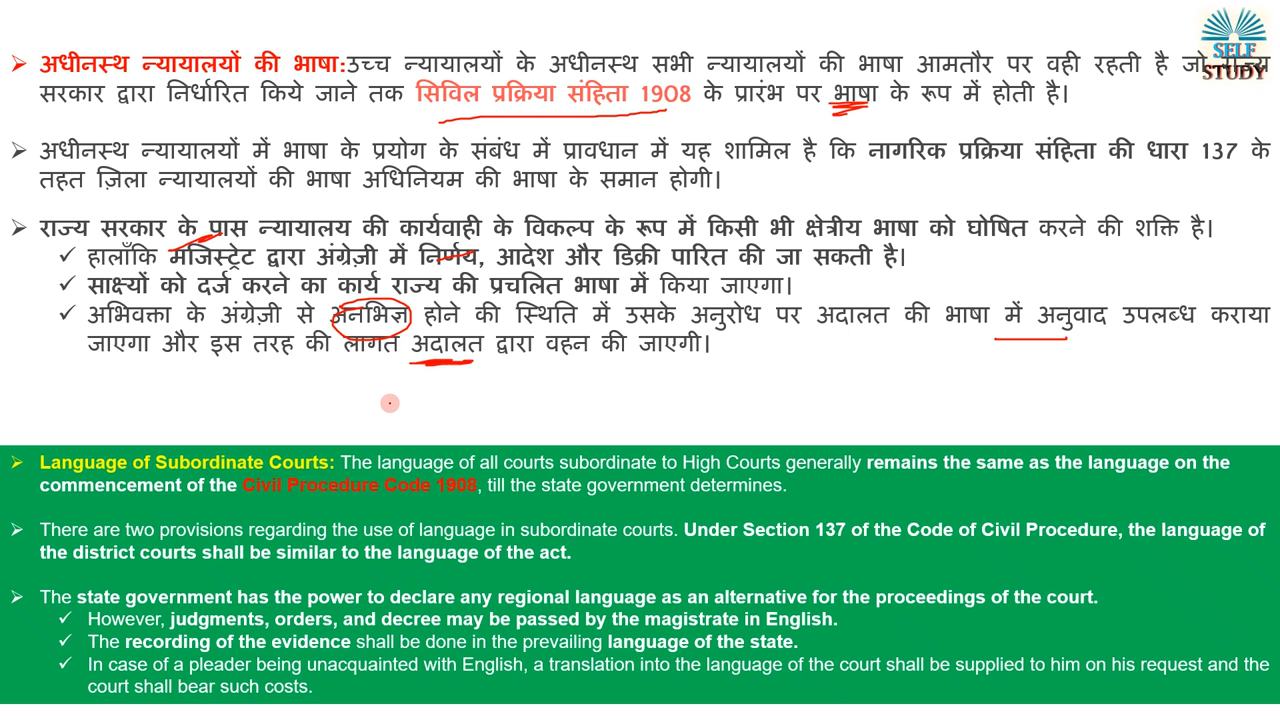 SELF
STUDY
➢ अधीनस्थ न्यायालयों की भाषा:उच्च न्यायालयों के अधीनस्थ सभी न्यायालयों की भाषा आमतौर पर वही रहती है जो
सरकार द्वारा निर्धारित किये जाने तक सिविल प्रक्रिया संहिता 1908 के प्रारंभ पर भाषा के रूप में होती है।
➢ अधीनस्थ न्यायालयों में भाषा के प्रयोग के संबंध में प्रावधान में यह शामिल है कि नागरिक प्रक्रिया संहिता की धारा 137 के
तहत ज़िला न्यायालयों की भाषा अधिनियम की भाषा के समान होगी।
➢ राज्य सरकार के पास न्यायालय की कार्यवाही के विकल्प के रूप में किसी भी क्षेत्रीय भाषा को घोषित करने की शक्ति है।
✓ हालाँकि मजिस्ट्रेट द्वारा अंग्रेज़ी में निर्णय, आदेश और डिक्री पारित की जा सकती है।
✓ साक्ष्यों को दर्ज करने का कार्य राज्य की प्रचलित भाषा में किया जाएगा।
✓ अभिवक्ता के अंग्रेज़ी से अनभिज्ञ होने की स्थिति में उसके अनुरोध पर अदालत की भाषा में अनुवाद उपलब्ध कराया
जाएगा और इस तरह की लागत अदालत द्वारा वहन की जाएगी।
➢ Language of Subordinate Courts: The language of all courts subordinate to High Courts generally remains the same as the language on the
commencement of the Civil Procedure Code 1908, till the state government determines.
➢ There are two provisions regarding the use of language in subordinate courts. Under Section 137 of the Code of Civil Procedure, the language of
the district courts shall be similar to the language of the act.
➢ The state government has the power to declare any regional language as an alternative for the proceedings of the court.
✓ However, judgments, orders, and decree may be passed by the magistrate in English.
✓ The recording of the evidence shall be done in the prevailing language of the state.
✓ In case of a pleader being unacquainted with English, a translation into the language of the court shall be supplied to him on his request and the
court shall bear such costs.